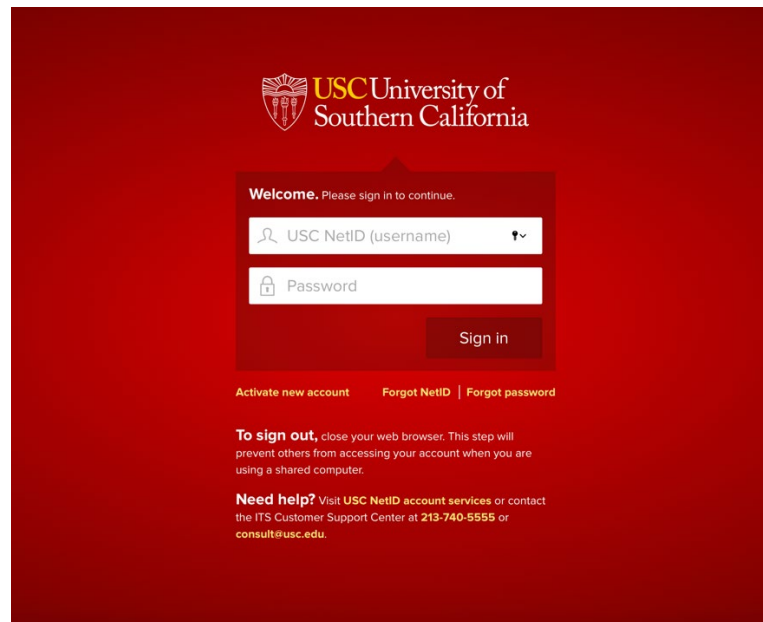 USC University of
Southern California
Welcome. Please sign in to continue.
USC NetID (username)
Password
Sign in
Activate new account Forgot NetID | Forgot password
To sign out, close your web browser. This step will
prevent others from accessing your account when you are
using a shared computer.
Need help? Visit USC NetID account services or contact
the ITS Customer Support Center at 213-740-5555 or
consult@usc.edu.